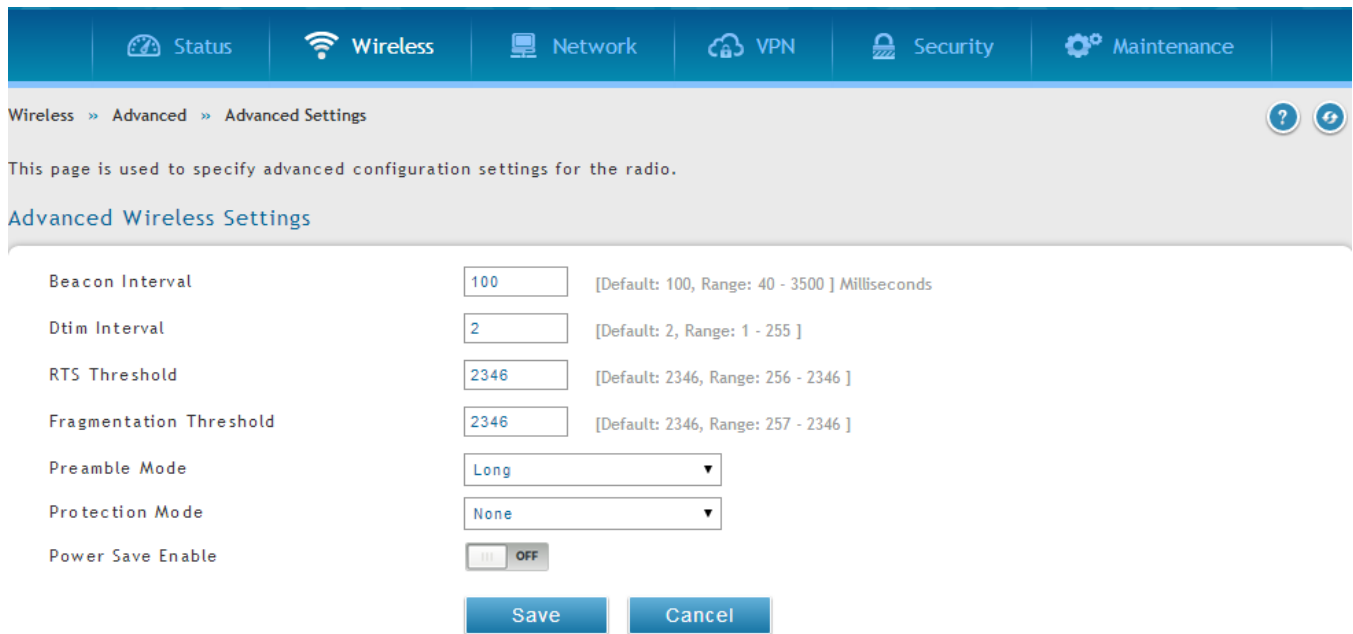 Status Wireless Network VPN Security Maintenance
Wireless » Advanced » Advanced Settings
This page is used to specify advanced configuration settings for the radio.
Advanced Wireless Settings
Beacon Interval 100 [Default: 100, Range: 40 - 3500 ] Milliseconds
Dtim Interval 2 [Default: 2, Range: 1 - 255 ]
RTS Threshold 2346 [Default: 2346, Range: 256 - 2346 ]
Fragmentation Threshold 2346 [Default: 2346, Range: 257 - 2346 ]
Preamble Mode Long
Protection Mode None
Power Save Enable OFF
Save Cancel